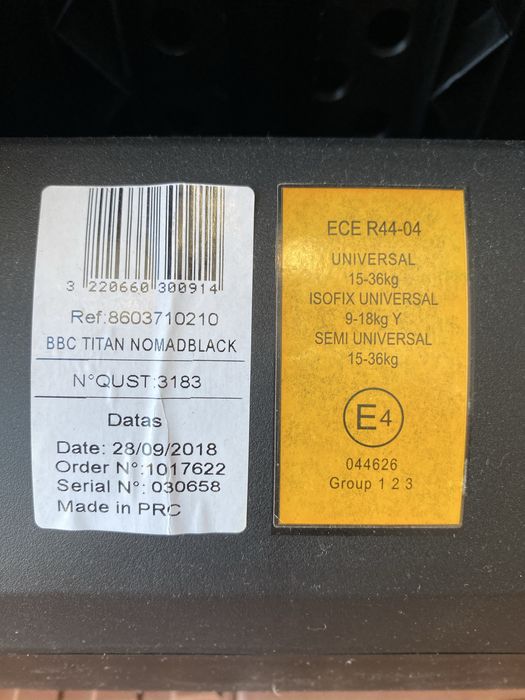 3 220660 300914
Ref:8603710210
BBC TITAN NOMADBLACK
N°QUST:3183
Datas
Date: 28/09/2018
Order N°:1017622
Serial N°: 030658
Made in PRC
ECE R44-04
UNIVERSAL
15-36kg
ISOFIX UNIVERSAL
9-18kg Y
SEMI UNIVERSAL
15-36kg
E4
044626
Group 1 2 3